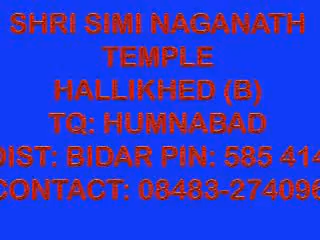 SHRI SIMI NAGANATH
TEMPLE
HALLIKHED (B)
TQ: HUMNABAD
DIST: BIDAR PIN: 585 414
CONTACT: 08483-274096